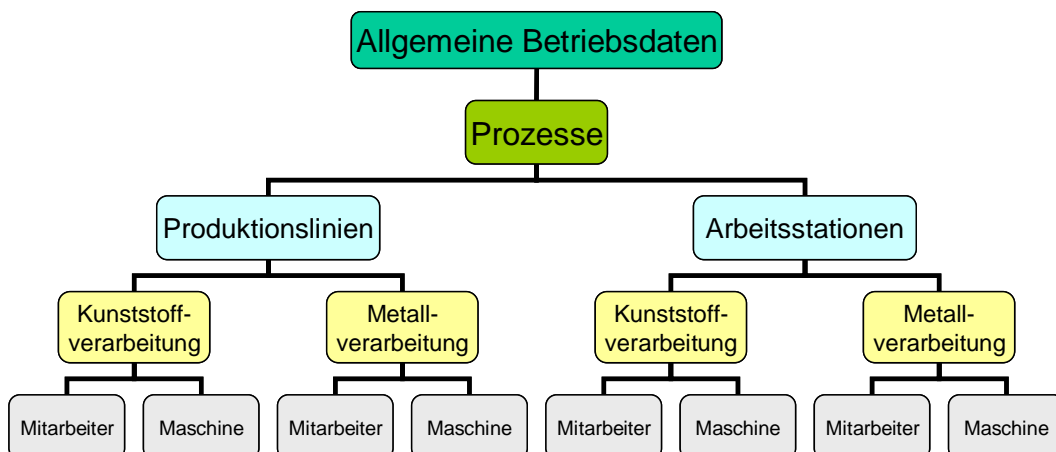 Allgemeine Betriebsdaten
Prozesse
Produktionslinien
Arbeitsstationen
Kunststoff-
verarbeitung
Metall-
verarbeitung
Kunststoff-
verarbeitung
Metall-
verarbeitung
Mitarbeiter
Maschine
Mitarbeiter
Maschine
Mitarbeiter
Maschine
Mitarbeiter
Maschine